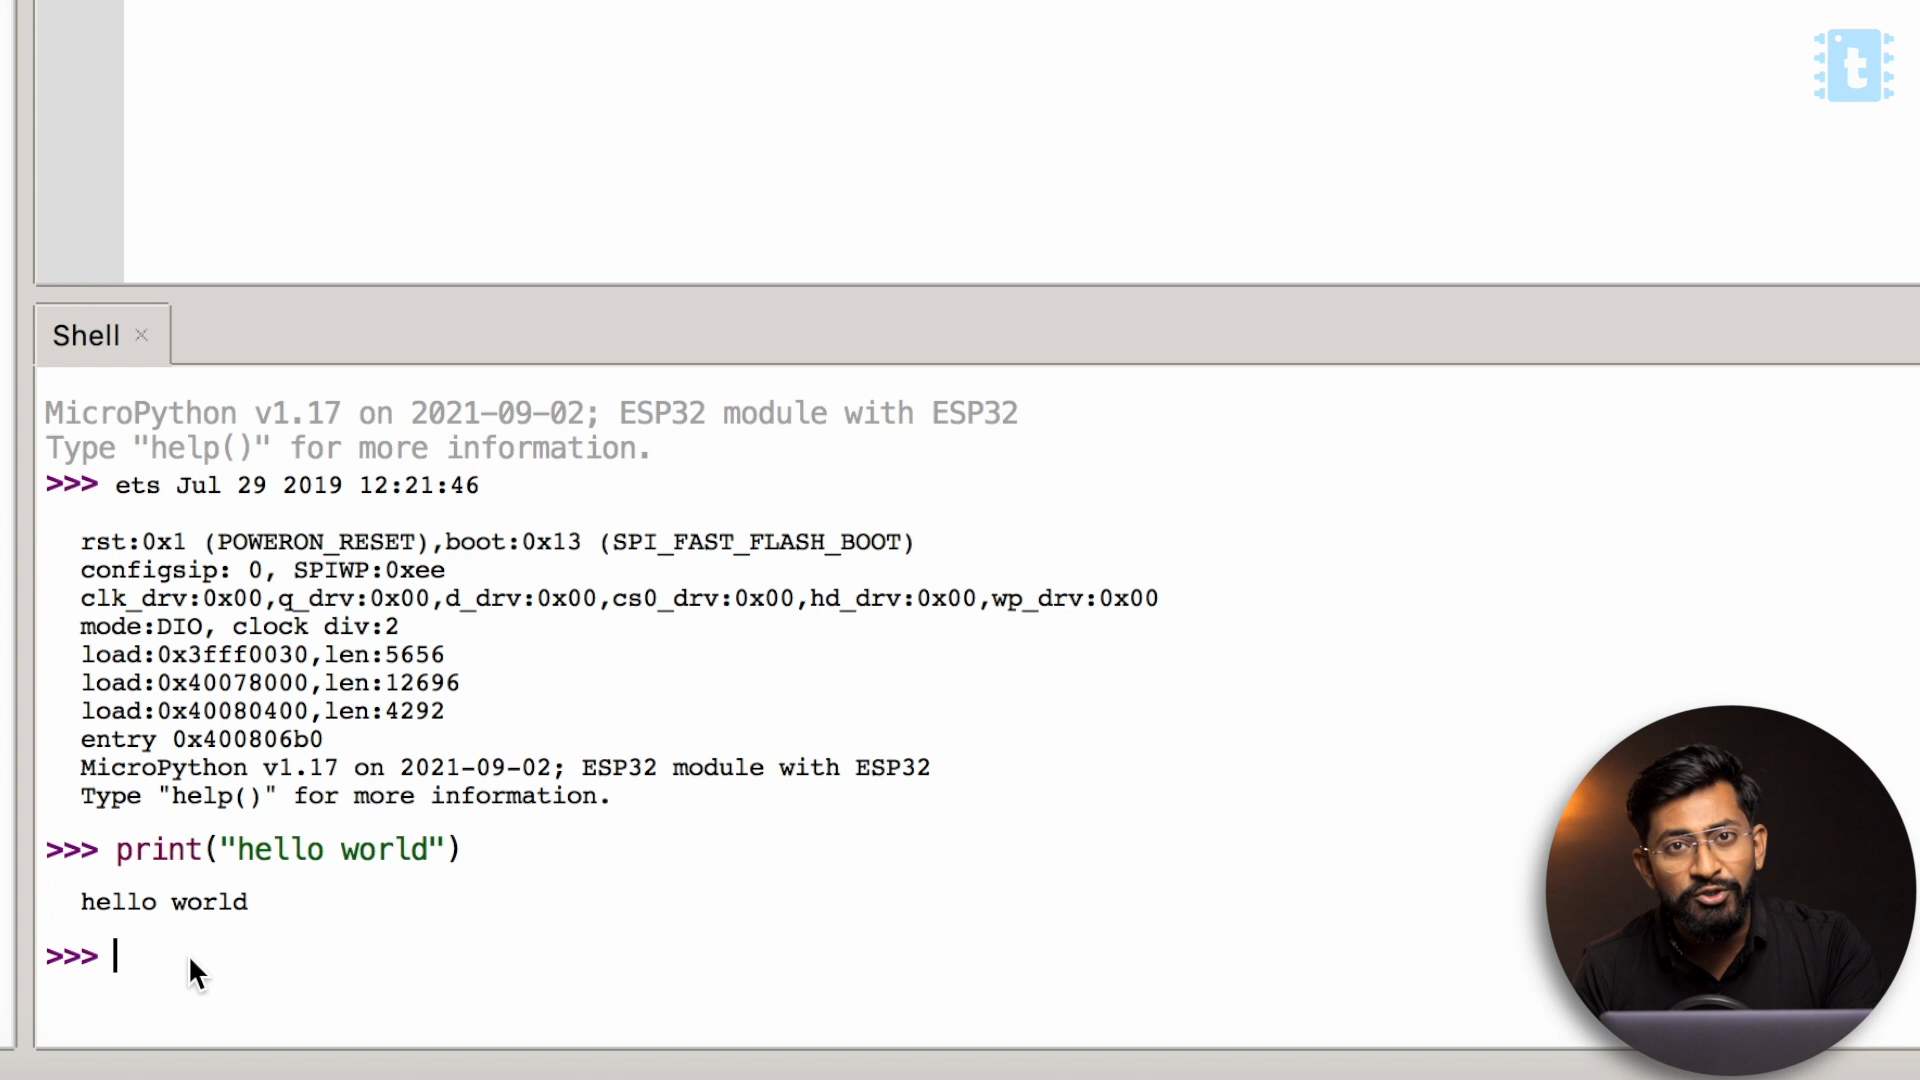 t
Shell ×
MicroPython v1.17 on 2021-09-02; ESP32 module with ESP32
Type "help()" for more information.
>>> ets Jul 29 2019 12:21:46
rst:0x1 (POWERON_RESET),boot:0x13 (SPI_FAST_FLASH_BOOT)
configsip: 0, SPIWP:0xee
clk_drv:0x00,q_drv:0x00,d_drv:0x00,cs0_drv:0x00,hd_drv:0x00,wp_drv:0x00
mode:DIO, clock div:2
load:0x3fff0030,len:5656
load:0x40078000,len:12696
load:0x40080400,len:4292
entry 0x400806b0
MicroPython v1.17 on 2021-09-02; ESP32 module with ESP32
Type "help()" for more information.
>>> print("hello world")
hello world
>>>